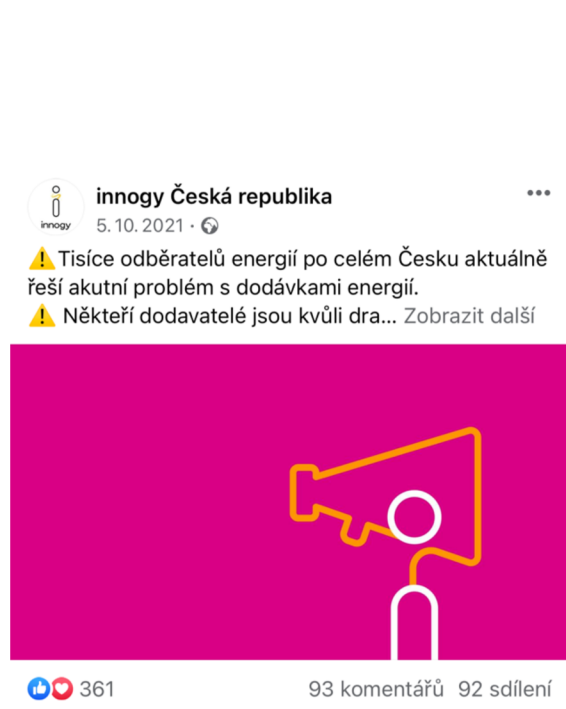 innogy Česká republika
innogy
5. 10. 2021 ·
⚠️Tisíce odběratelů energií po celém Česku aktuálně
řeší akutní problém s dodávkami energií.
⚠️ Někteří dodavatelé jsou kvůli dra... Zobrazit další
361
93 komentářů 92 sdílení